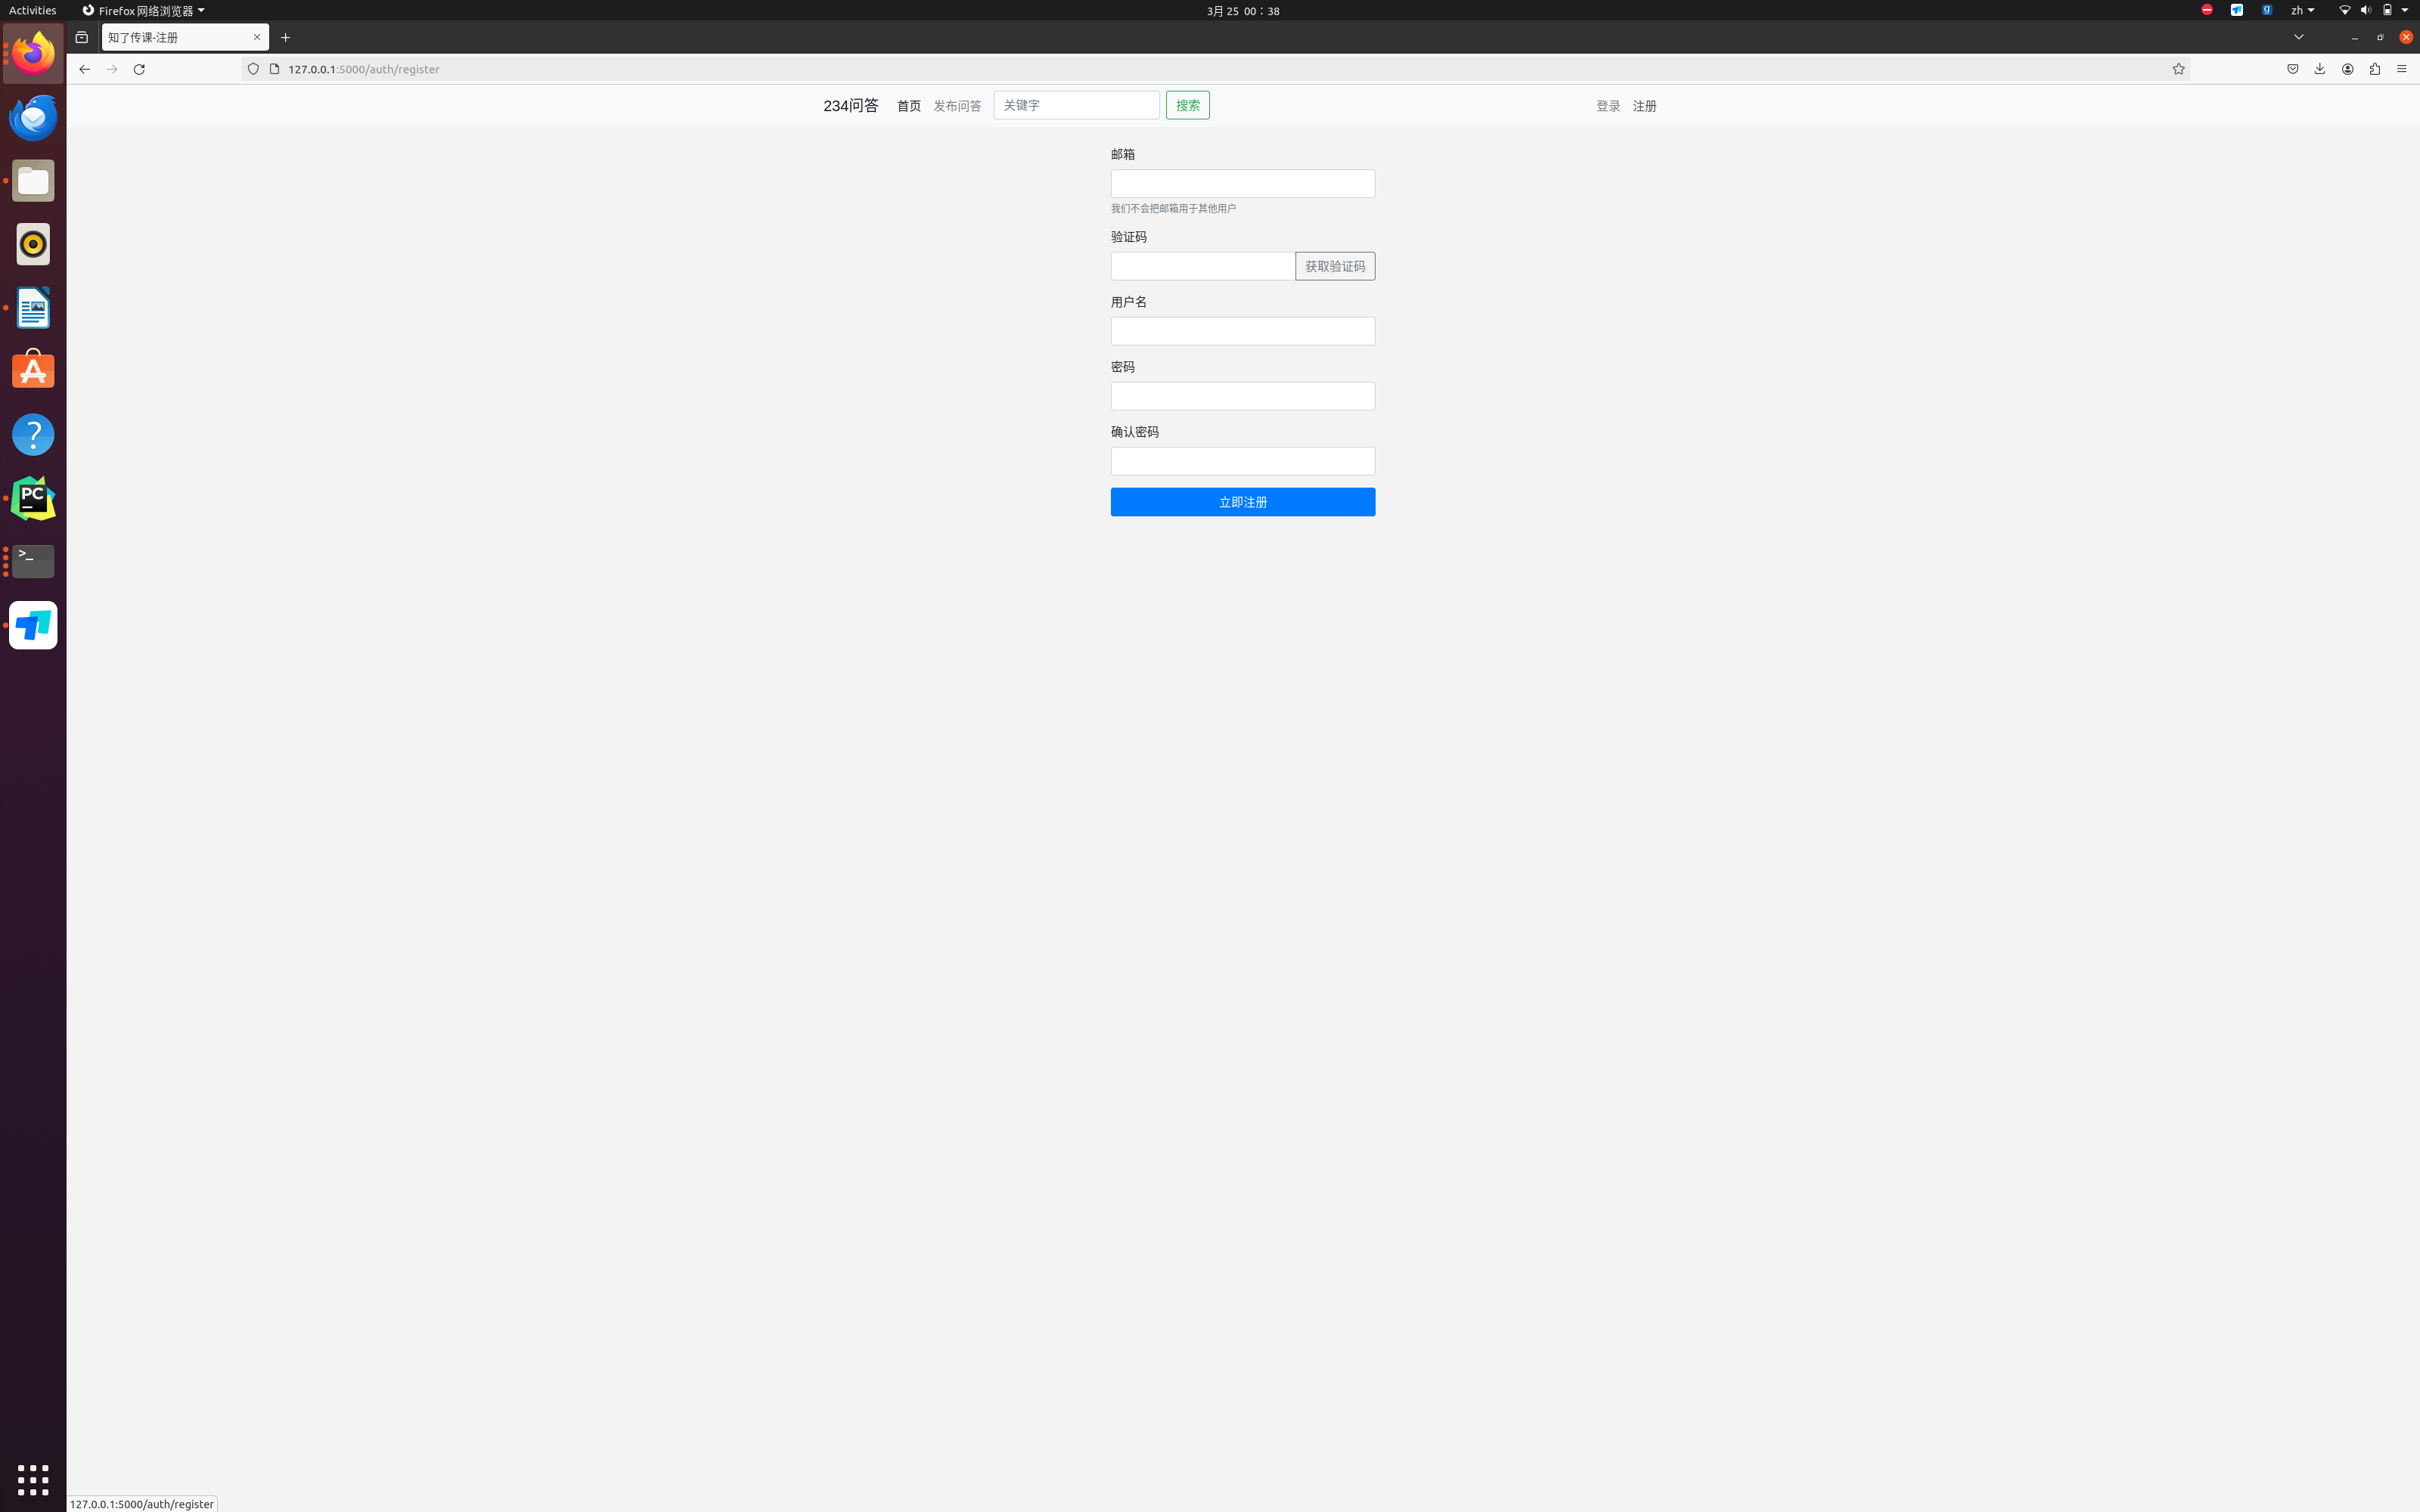 Activities Firefox 网络浏览器 3月 25 00：38 zh
知了传课-注册
127.0.0.1:5000/auth/register
234问答 首页 发布问答 关键字 搜索 登录 注册
邮箱
我们不会把邮箱用于其他用户
验证码
获取验证码
用户名
密码
确认密码
立即注册
PC
>_
127.0.0.1:5000/auth/register